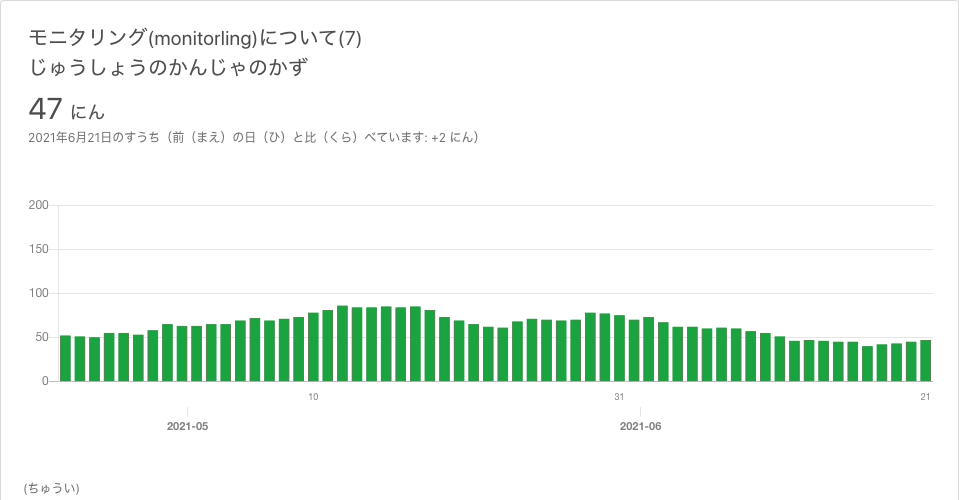 モニタリング(monitorling)について(7)
じゅうしょうのかんじゃのかず
47 にん
2021年6月21日のすうち（前（まえ）の日（ひ）と比（くら）べています: +2 にん）
200
150
100
50
0
10 31 21
2021-05 2021-06
(ちゅうい)